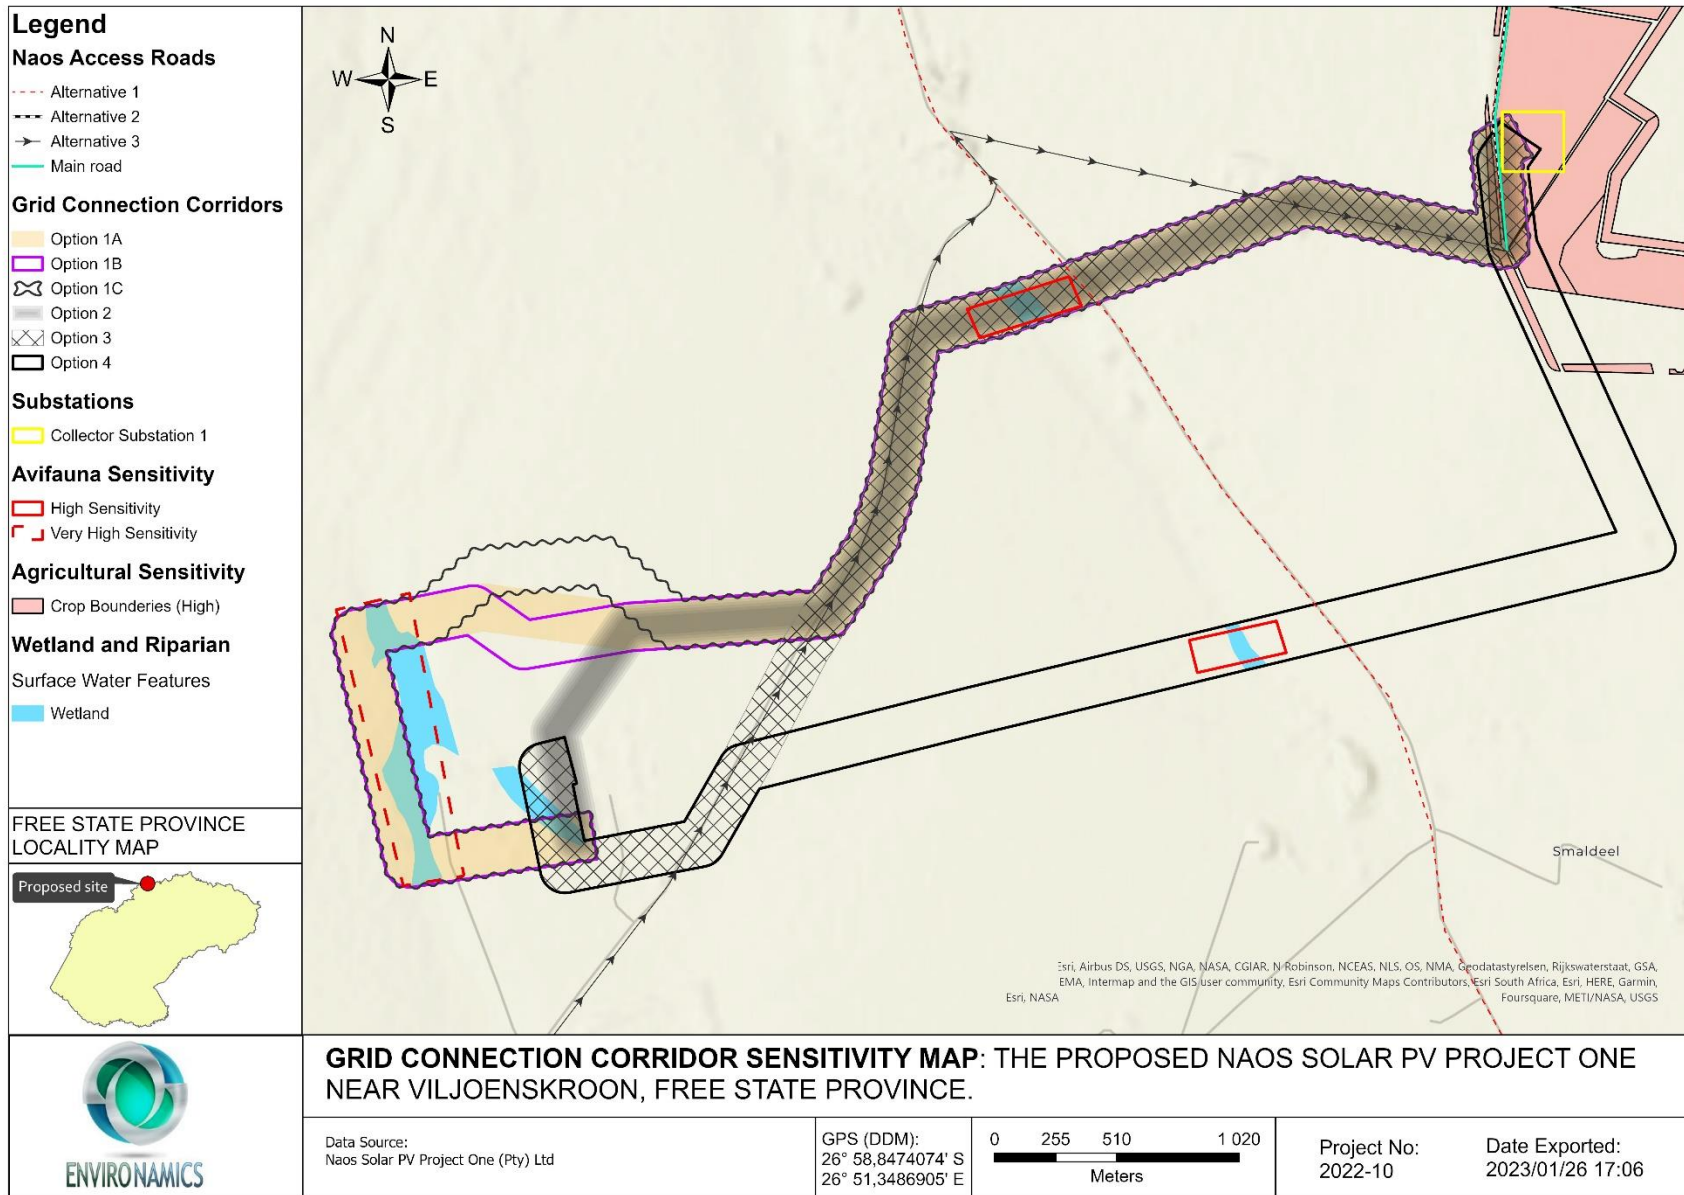 Legend
Naos Access Roads
Alternative 1
Alternative 2
Alternative 3
Main road
Grid Connection Corridors
Option 1A
Option 1B
Option 1C
Option 2
Option 3
Option 4
Substations
Collector Substation 1
Avifauna Sensitivity
High Sensitivity
Very High Sensitivity
Agricultural Sensitivity
Crop Bounderies (High)
Wetland and Riparian
Surface Water Features
Wetland
FREE STATE PROVINCE
LOCALITY MAP
Proposed site
N
W E
S
Smaldeel
Esri, Airbus DS, USGS, NGA, NASA, CGIAR, N Robinson, NCEAS, NLS, OS, NMA, Geodatastyrelsen, Rijkswaterstaat, GSA,
EMA, Intermap and the GIS user community, Esri Community Maps Contributors, Esri South Africa, Esri, HERE, Garmin,
Esri, NASA Foursquare, METI/NASA, USGS
ENVIRONAMICS
GRID CONNECTION CORRIDOR SENSITIVITY MAP: THE PROPOSED NAOS SOLAR PV PROJECT ONE
NEAR VILJOENSKROON, FREE STATE PROVINCE.
Data Source:
Naos Solar PV Project One (Pty) Ltd
GPS (DDM):
26° 58,8474074' S
26° 51,3486905' E
0 255 510 1 020
Meters
Project No:
2022-10
Date Exported:
2023/01/26 17:06